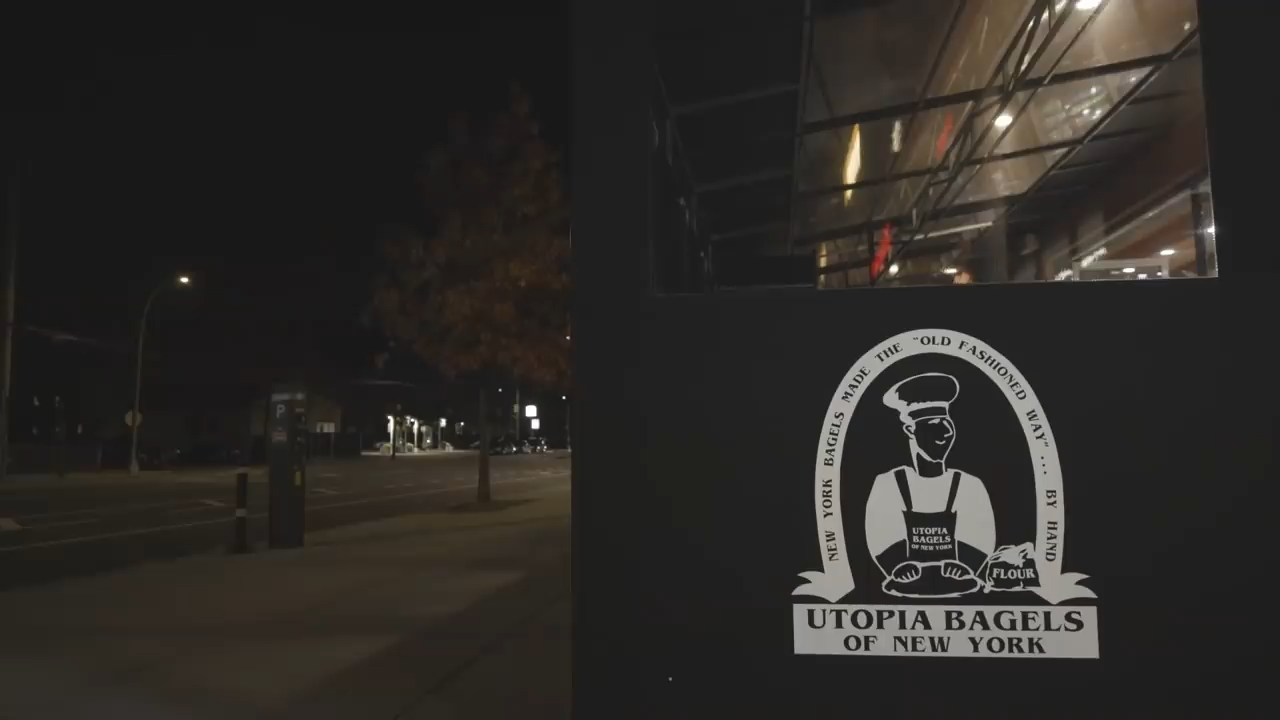 P
NEW YORK BAGELS MADE THE "OLD FASHIONED WAY"... BY HAND
UTOPIA
BAGELS
OF NEW YORK
FLOUR
UTOPIA BAGELS
OF NEW YORK